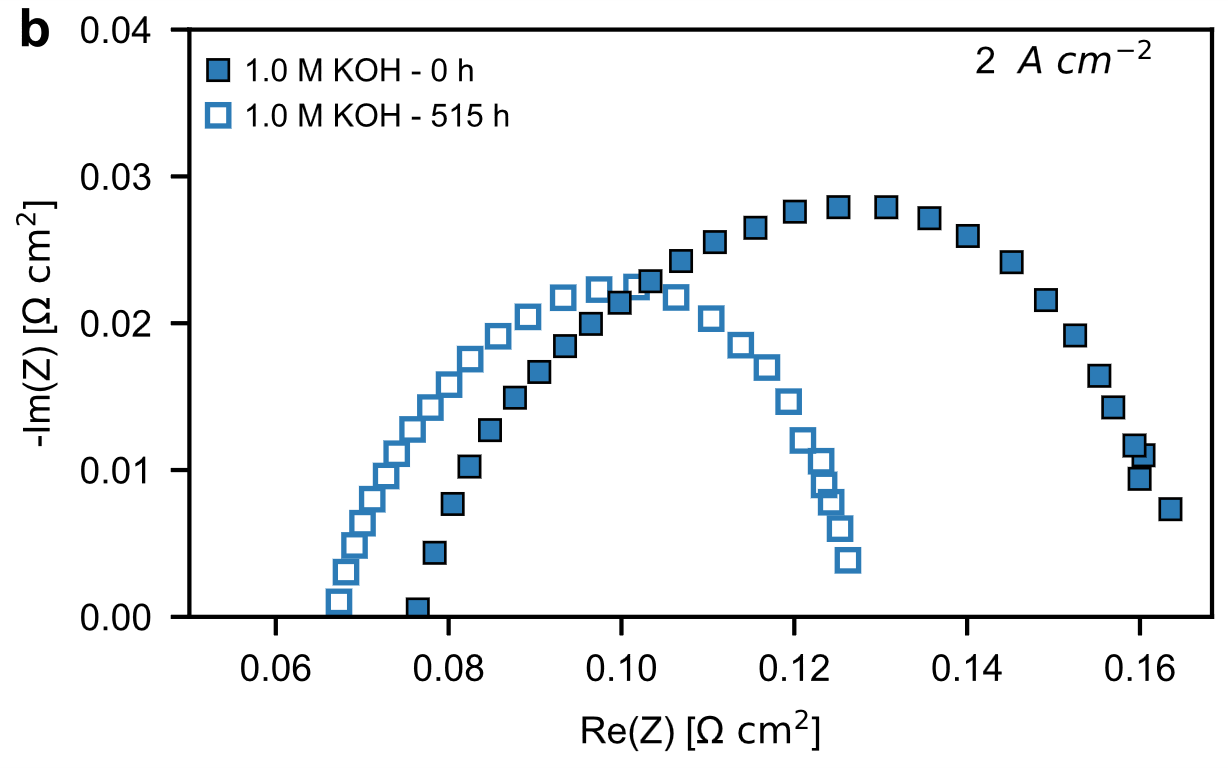 b
0.04
0.03
0.02
0.01
0.00
-Im(Z) [Ω cm²]
1.0 M KOH - 0 h
1.0 M KOH - 515 h
2 A cm⁻²
0.06 0.08 0.10 0.12 0.14 0.16
Re(Z) [Ω cm²]